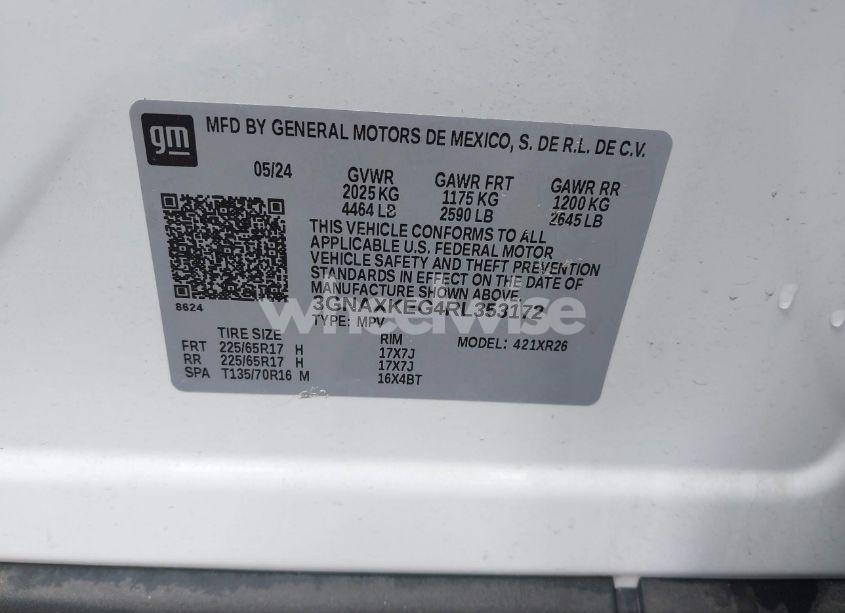 gm
MFD BY GENERAL MOTORS DE MEXICO, S. DE R.L. DE C.V.
05/24 GVWR GAWR FRT GAWR RR
2025 KG 1175 KG 1200 KG
4464 LB 2590 LB 2645 LB
THIS VEHICLE CONFORMS TO ALL
APPLICABLE U.S. FEDERAL MOTOR
VEHICLE SAFETY AND THEFT PREVENTION
STANDARDS IN EFFECT ON THE DATE OF
MANUFACTURE SHOWN ABOVE.
8624 3GNAXKEG4RL353172
wheelwise
TYPE: MPV MODEL: 421XR26
TIRE SIZE RIM
FRT 225/65R17 H 17X7J
RR 225/65R17 H 17X7J
SPA T135/70R16 M 16X4BT